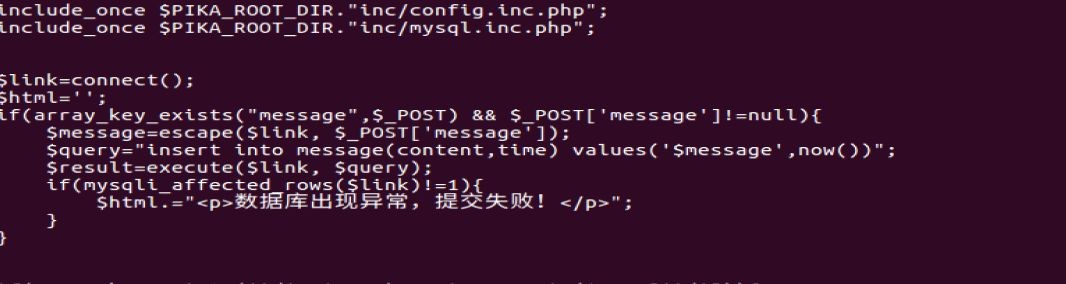 include_once $PIKA_ROOT_DIR."inc/config.inc.php";
include_once $PIKA_ROOT_DIR."inc/mysql.inc.php";
$link=connect();
$html='';
if(array_key_exists("message",$_POST) && $_POST['message']!=null){
    $message=escape($link, $_POST['message']);
    $query="insert into message(content,time) values('$message',now())";
    $result=execute($link, $query);
    if(mysqli_affected_rows($link)!=1){
        $html.="<p>数据库出现异常，提交失败！</p>";
    }
}